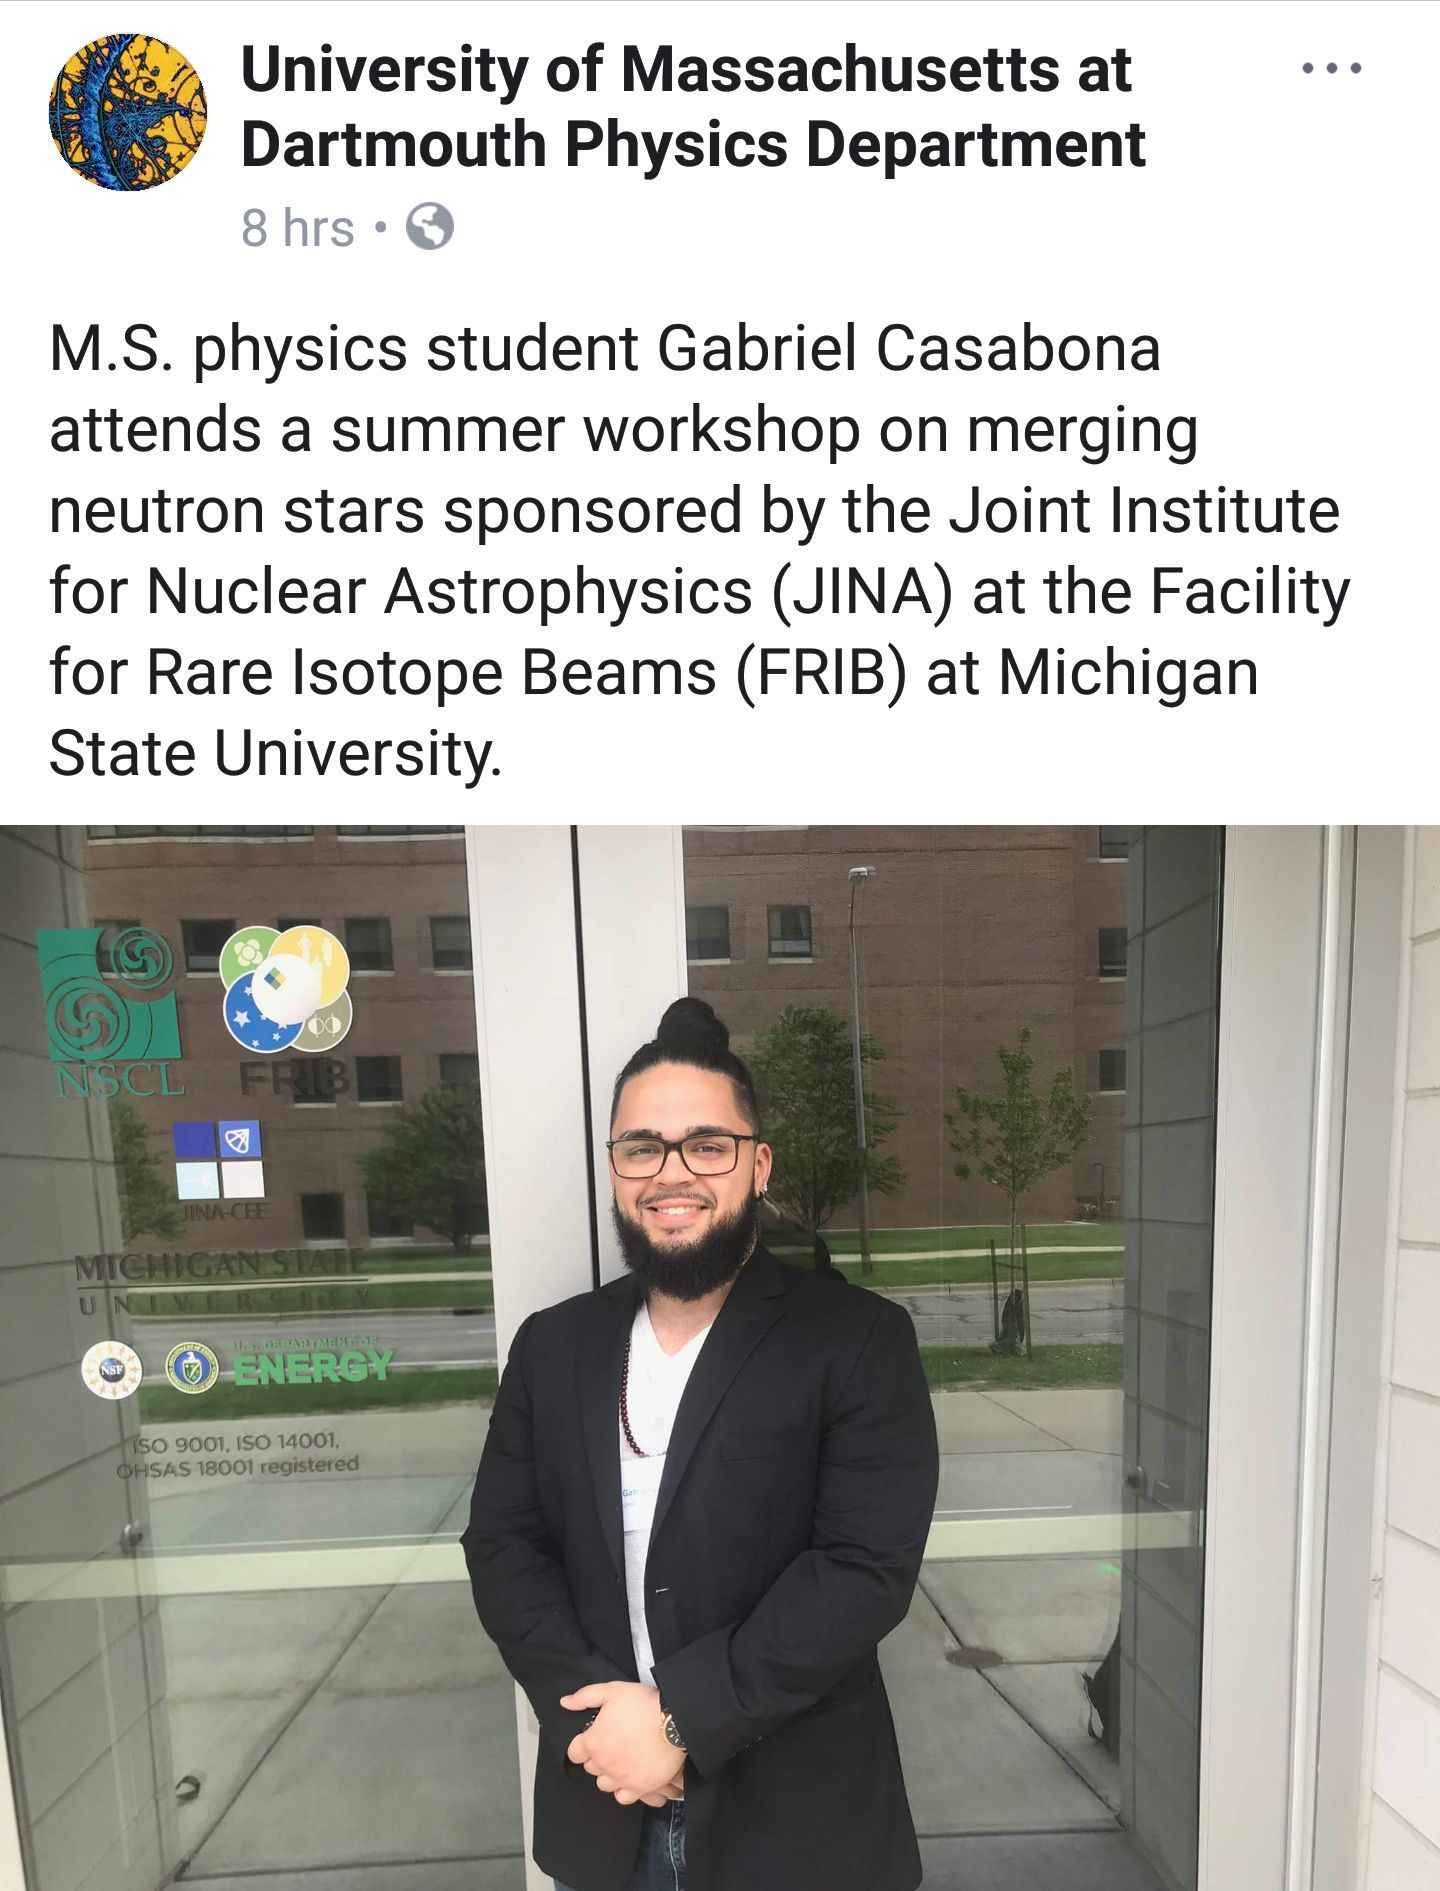 University of Massachusetts at
Dartmouth Physics Department
8 hrs •
M.S. physics student Gabriel Casabona
attends a summer workshop on merging
neutron stars sponsored by the Joint Institute
for Nuclear Astrophysics (JINA) at the Facility
for Rare Isotope Beams (FRIB) at Michigan
State University.
NSCL
FRIB
JINA-CEE
MICHIGAN STATE
UNIVERSITY
NSF
U.S. DEPARTMENT OF
ENERGY
ISO 9001, ISO 14001,
OHSAS 18001 registered